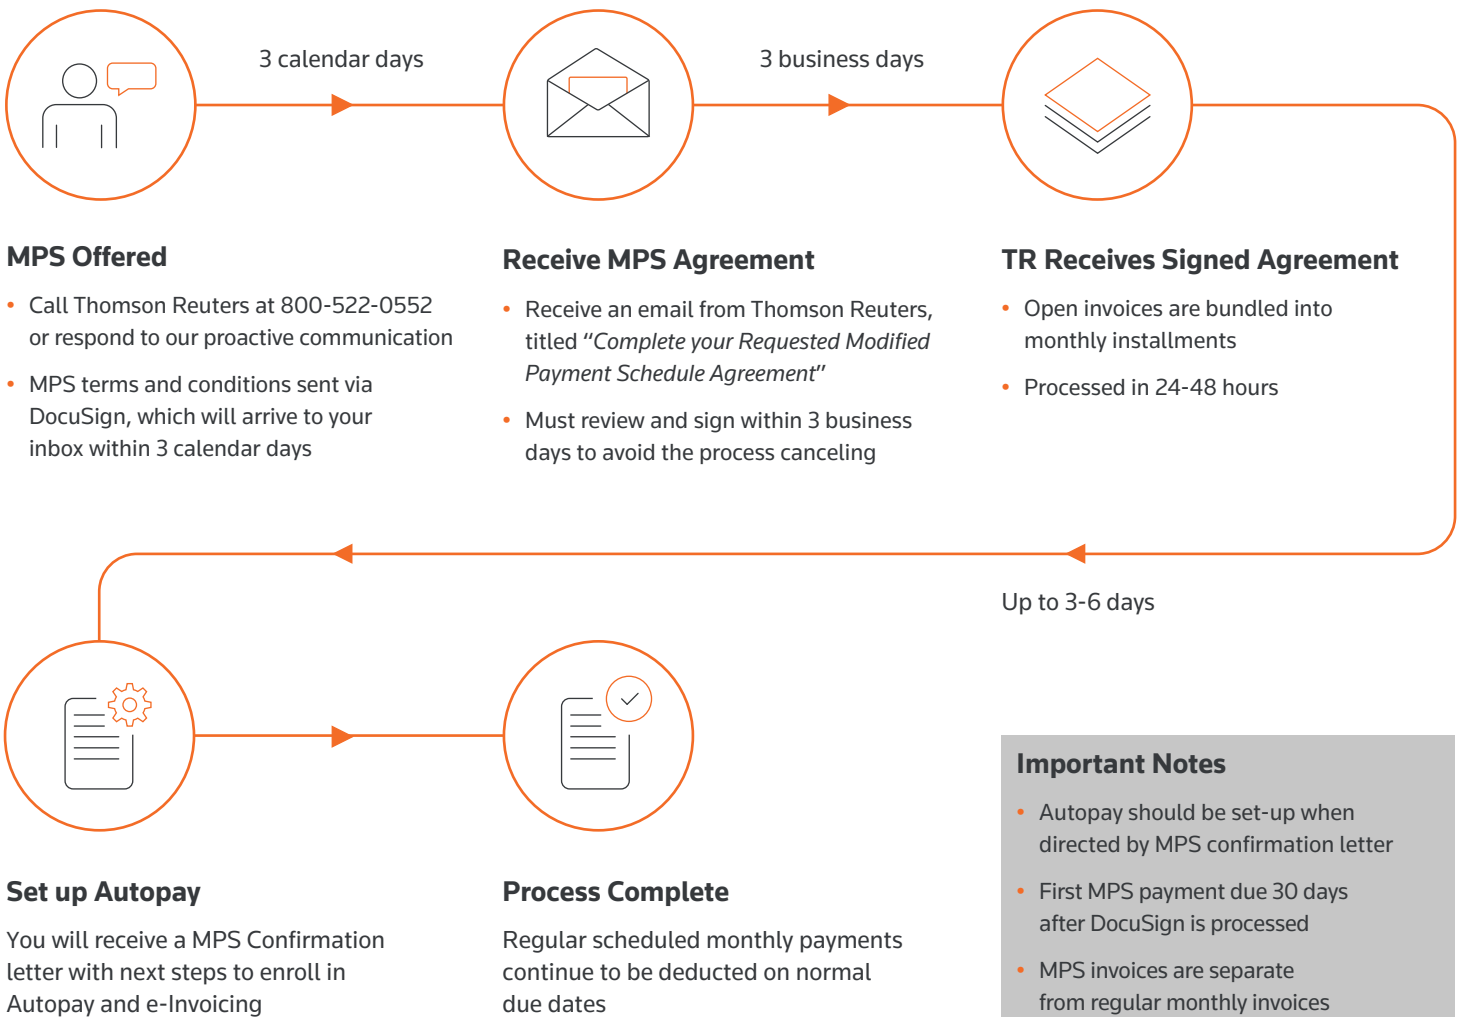 3 calendar days
3 business days
MPS Offered
• Call Thomson Reuters at 800-522-0552
or respond to our proactive communication
• MPS terms and conditions sent via
DocuSign, which will arrive to your
inbox within 3 calendar days
Receive MPS Agreement
• Receive an email from Thomson Reuters,
titled “Complete your Requested Modified
Payment Schedule Agreement”
• Must review and sign within 3 business
days to avoid the process canceling
TR Receives Signed Agreement
• Open invoices are bundled into
monthly installments
• Processed in 24-48 hours
Up to 3-6 days
Set up Autopay
You will receive a MPS Confirmation
letter with next steps to enroll in
Autopay and e-Invoicing
Process Complete
Regular scheduled monthly payments
continue to be deducted on normal
due dates
Important Notes
• Autopay should be set-up when
directed by MPS confirmation letter
• First MPS payment due 30 days
after DocuSign is processed
• MPS invoices are separate
from regular monthly invoices